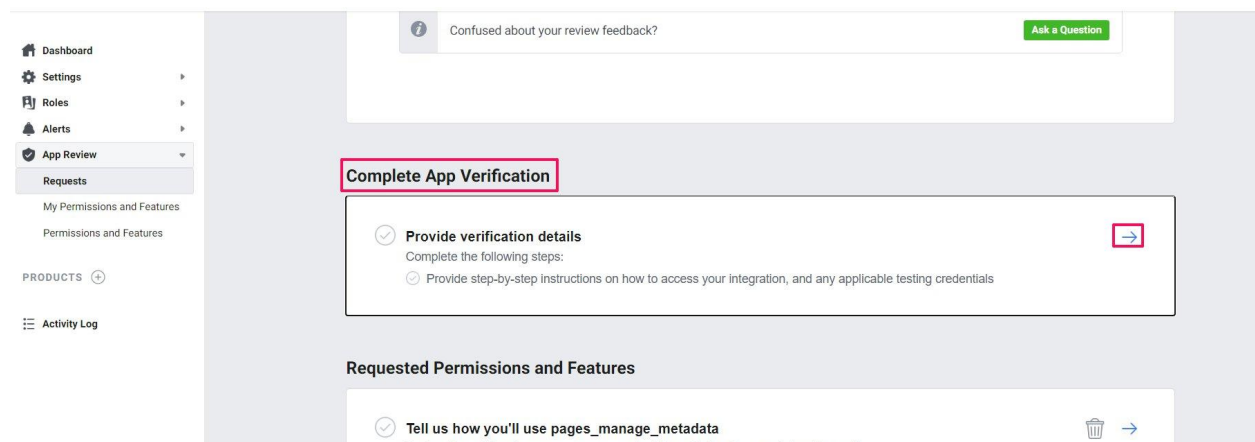 Confused about your review feedback?
Ask a Question
Dashboard
Settings
Roles
Alerts
App Review
Requests
My Permissions and Features
Permissions and Features
PRODUCTS
Activity Log
Complete App Verification
Provide verification details
Complete the following steps:
Provide step-by-step instructions on how to access your integration, and any applicable testing credentials
Requested Permissions and Features
Tell us how you'll use pages_manage_metadata